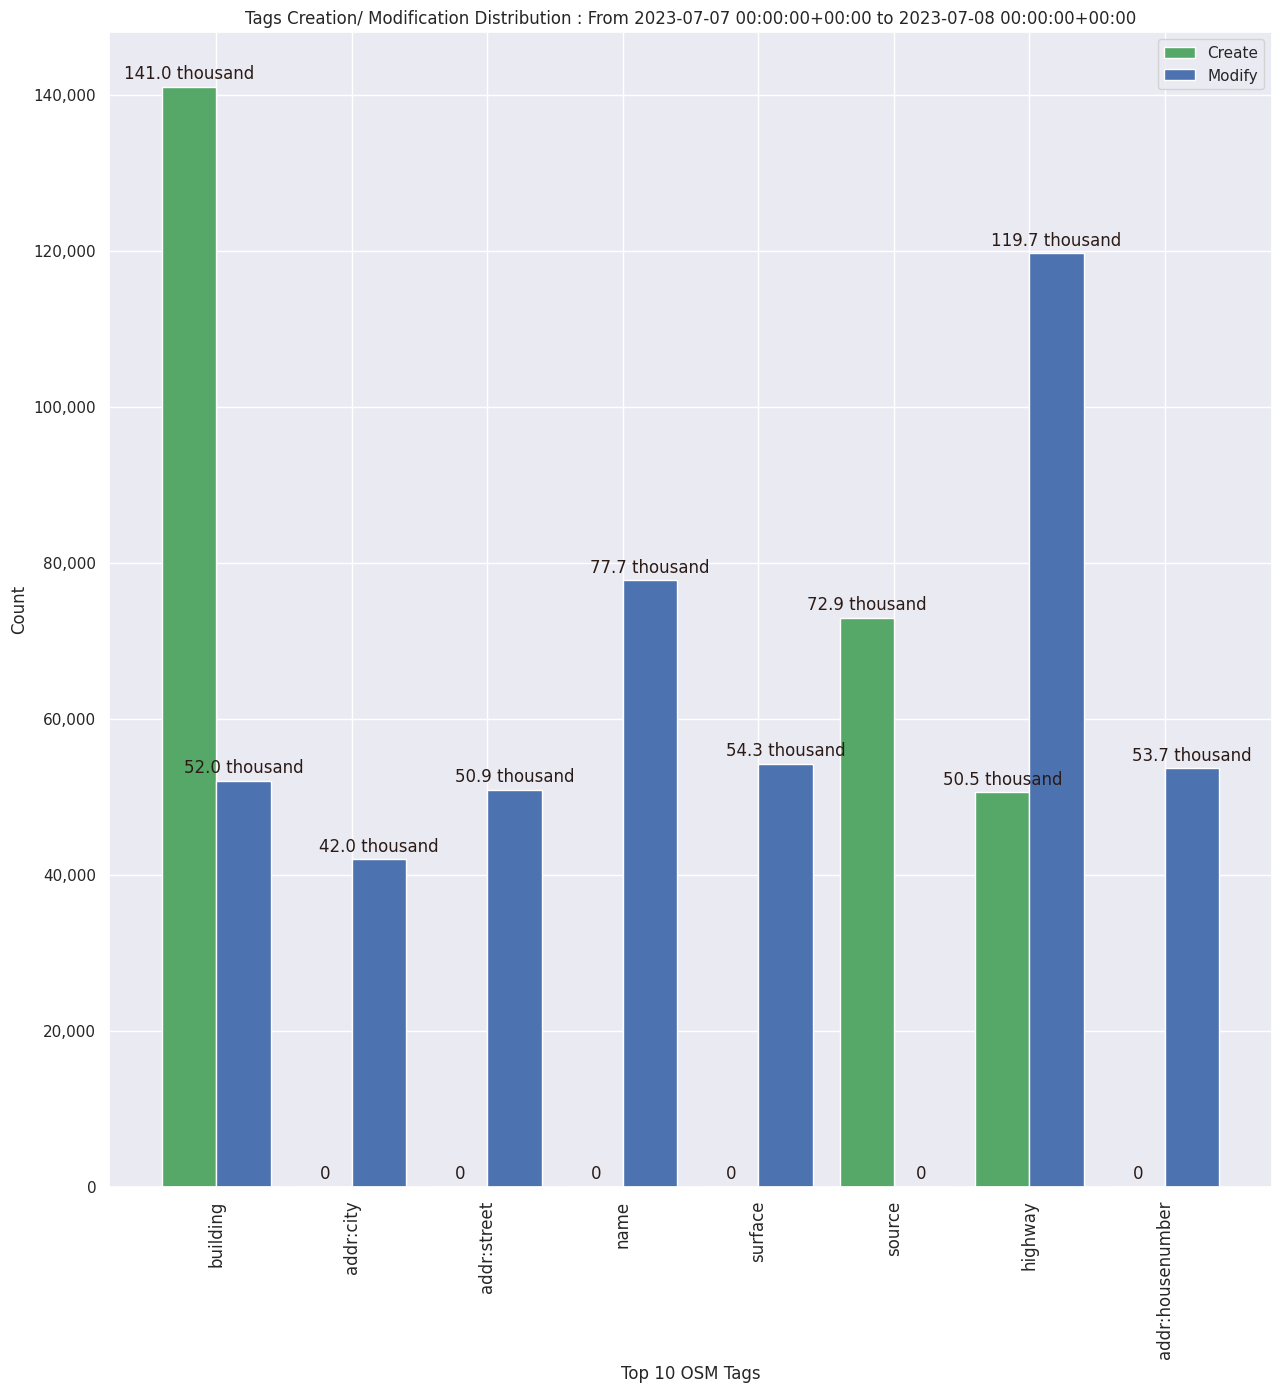 Tags Creation/ Modification Distribution : From 2023-07-07 00:00:00+00:00 to 2023-07-08 00:00:00+00:00
Create
Modify
141.0 thousand
140,000
119.7 thousand
120,000
100,000
80,000
77.7 thousand
72.9 thousand
Count
60,000
52.0 thousand
50.9 thousand
54.3 thousand
50.5 thousand
53.7 thousand
42.0 thousand
40,000
20,000
0
0
0
0
0
0
0
building
addr:city
addr:street
name
surface
source
highway
addr:housenumber
Top 10 OSM Tags